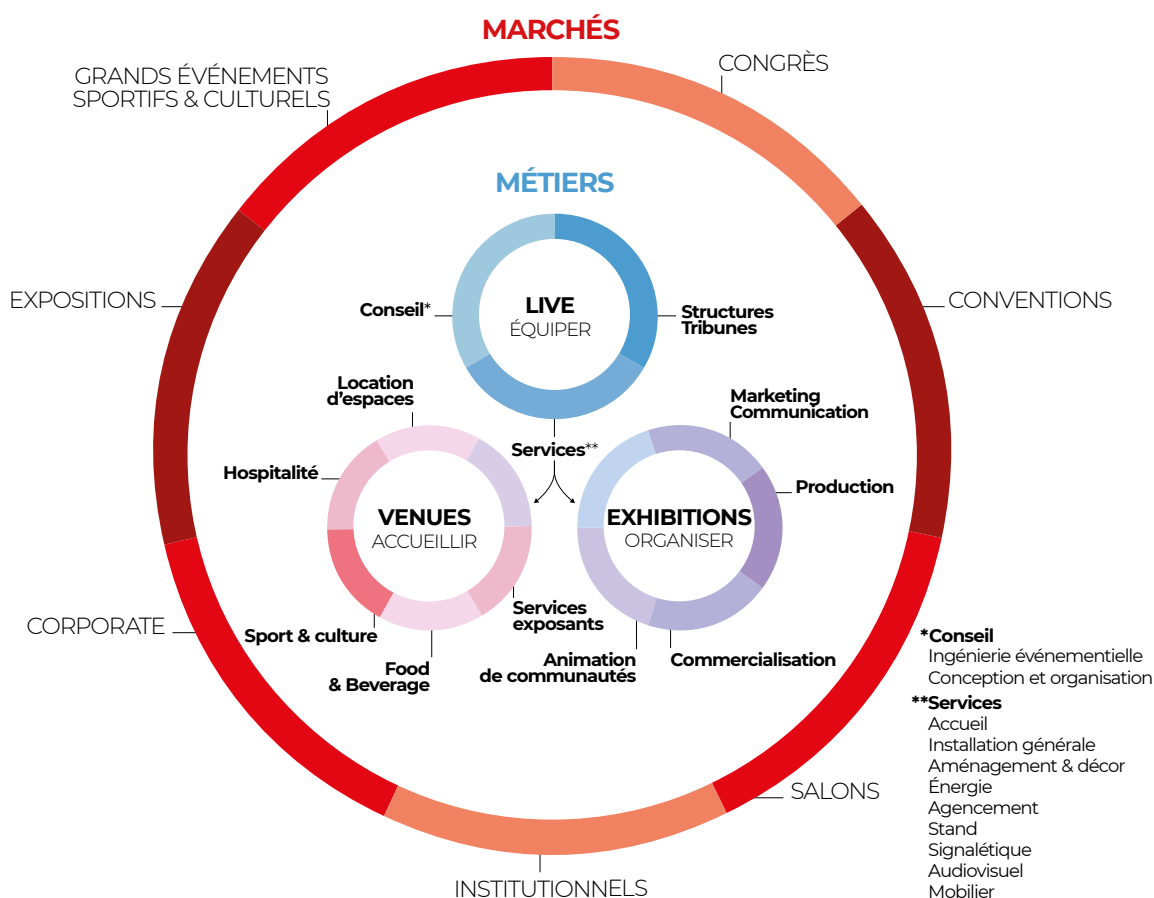 MARCHÉS
GRANDS ÉVÉNEMENTS
SPORTIFS & CULTURELS
CONGRÈS
MÉTIERS
EXPOSITIONS
CONVENTIONS
Conseil*
LIVE
ÉQUIPER
Structures
Tribunes
Location
d'espaces
Marketing
Communication
Services**
Hospitalité
Production
VENUES
ACCUEILLIR
EXHIBITIONS
ORGANISER
CORPORATE
Sport & culture
Services
exposants
Food
& Beverage
Animation
de communautés
Commercialisation
*Conseil
Ingénierie événementielle
Conception et organisation
**Services
Accueil
Installation générale
Aménagement & décor
Énergie
Agencement
Stand
Signalétique
Audiovisuel
Mobilier
SALONS
INSTITUTIONNELS